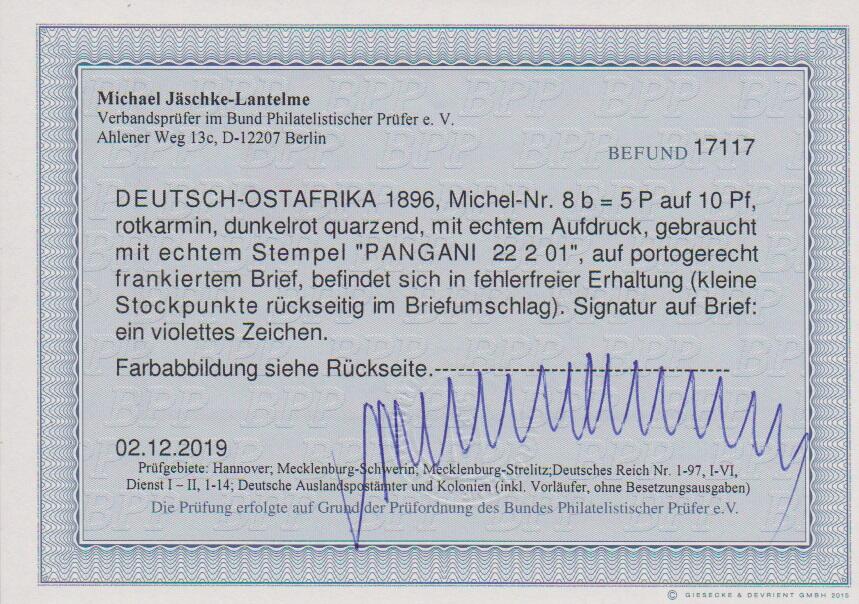 Michael Jäschke-Lantelme
Verbandsprüfer im Bund Philatelistischer Prüfer e. V.
Ahlener Weg 13c, D-12207 Berlin
BEFUND 17117
DEUTSCH-OSTAFRIKA 1896, Michel-Nr. 8 b = 5 P auf 10 Pf,
rotkarmin, dunkelrot quarzend, mit echtem Aufdruck, gebraucht
mit echtem Stempel "PANGANI 22 2 01", auf portogerecht
frankiertem Brief, befindet sich in fehlerfreier Erhaltung (kleine
Stockpunkte rückseitig im Briefumschlag). Signatur auf Brief:
ein violettes Zeichen.
Farbabbildung siehe Rückseite.------------------------------
02.12.2019
Prüfgebiete: Hannover; Mecklenburg-Schwerin; Mecklenburg-Strelitz;Deutsches Reich Nr. 1-97, I-VI,
Dienst I – II, 1-14; Deutsche Auslandspostämter und Kolonien (inkl. Vorläufer, ohne Besetzungsausgaben)
Die Prüfung erfolgte auf Grund der Prüfordnung des Bundes Philatelistischer Prüfer e.V.
© GIESECKE & DEVRIENT GMBH 2015